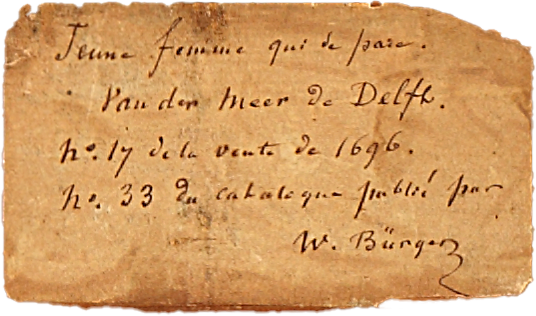 Jeune femme qui se pare.
Van der Meer de Delft.
no. 17 de la vente de 1696.
no. 33 du catalogue publié par
W. Bürger